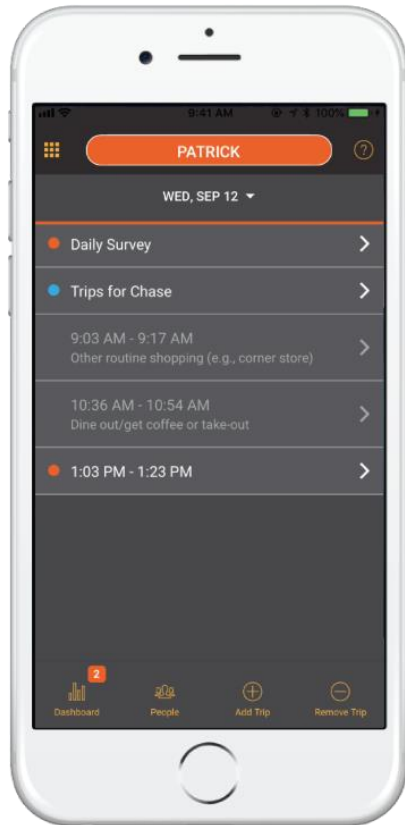 9:41 AM 100%
PATRICK ?
WED, SEP 12
Daily Survey
Trips for Chase
9:03 AM - 9:17 AM
Other routine shopping (e.g., corner store)
10:36 AM - 10:54 AM
Dine out/get coffee or take-out
1:03 PM - 1:23 PM
2
Dashboard People Add Trip Remove Trip